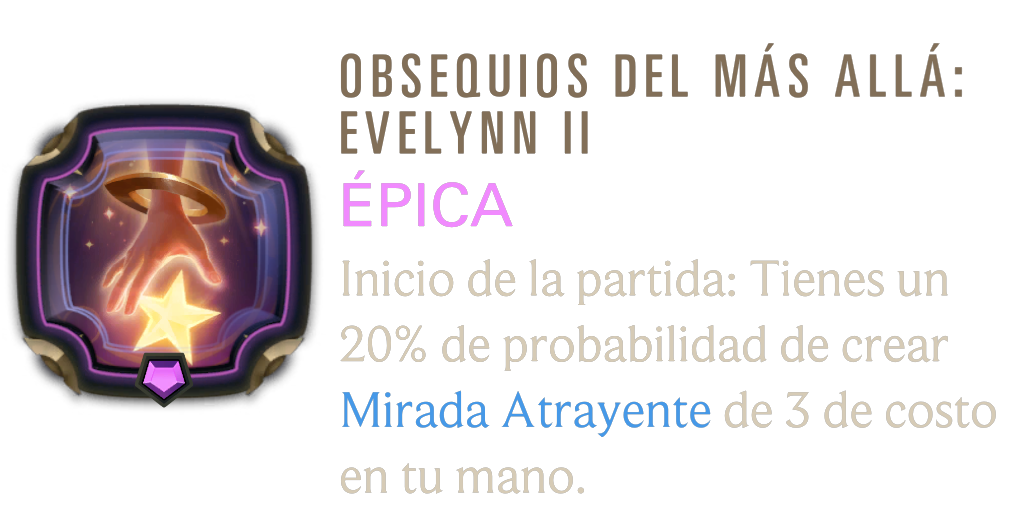 OBSEQUIOS DEL MÁS ALLÁ:
EVELYNN II
ÉPICA
Inicio de la partida: Tienes un
20% de probabilidad de crear
Mirada Atrayente de 3 de costo
en tu mano.